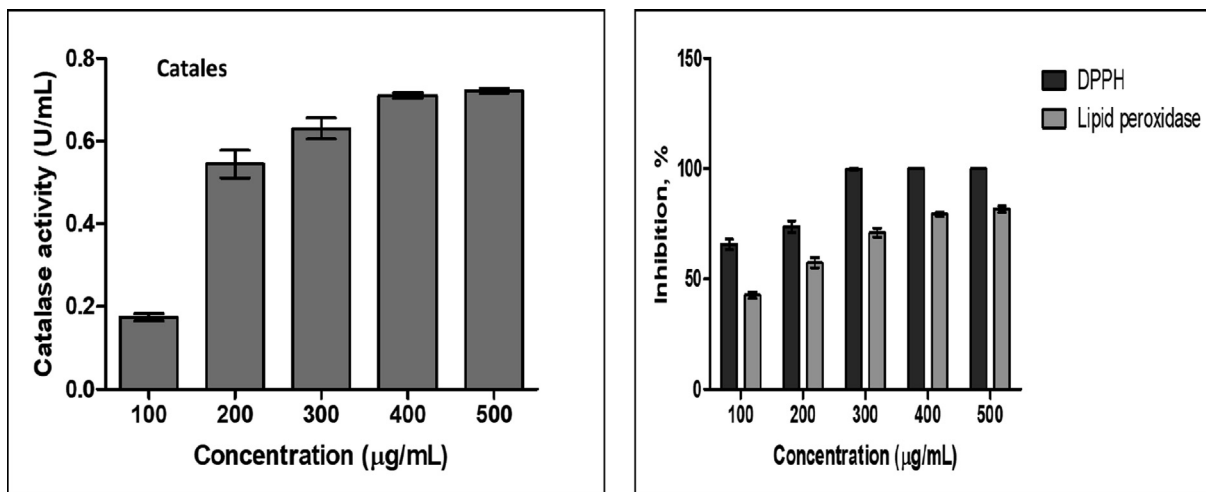 Catales
Catalase activity (U/mL)
0.8
0.6
0.4
0.2
0.0
100 200 300 400 500
Concentration (µg/mL)
DPPH
Lipid peroxidase
Inhibition, %
150
100
50
0
100 200 300 400 500
Concentration (µg/mL)